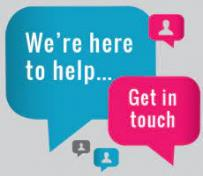 We're here
to help...
Get in
touch